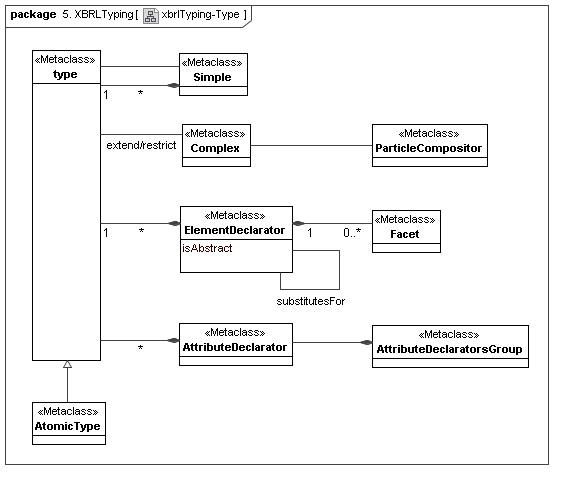 package 5. XBRLTyping[ xbrlTyping-Type ]
«Metaclass»
type
«Metaclass»
Simple
1 *
«Metaclass»
Complex
extend/restrict
«Metaclass»
ParticleCompositor
«Metaclass»
ElementDeclarator
isAbstract
1 *
1 0..*
«Metaclass»
Facet
substitutesFor
«Metaclass»
AttributeDeclarator
*
«Metaclass»
AttributeDeclaratorsGroup
«Metaclass»
AtomicType